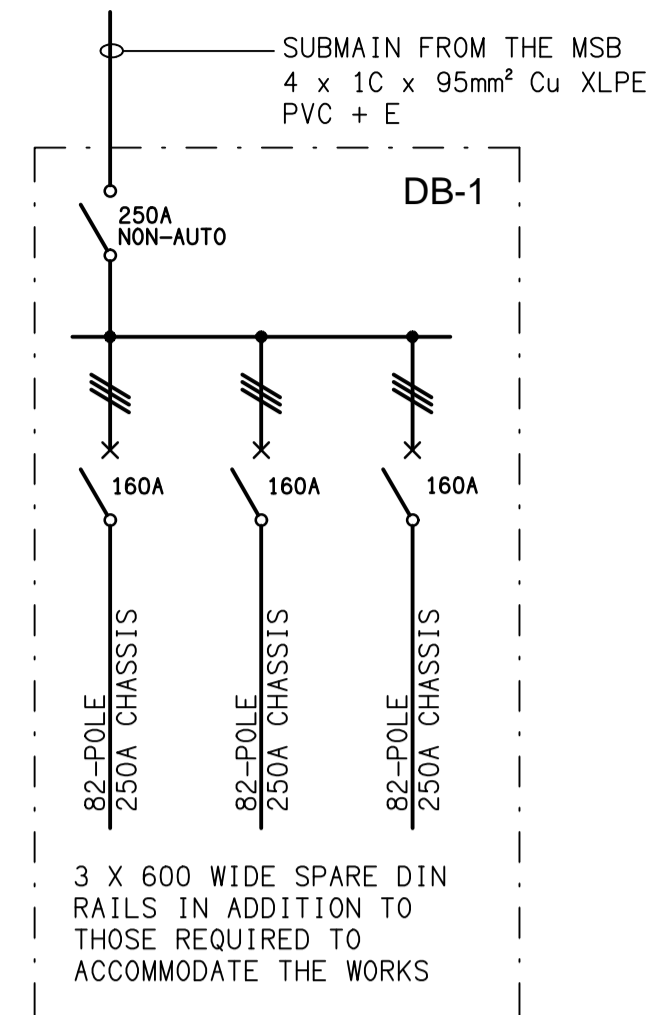 SUBMAIN FROM THE MSB
4 x 1C x 95mm² Cu XLPE
PVC + E
DB-1
250A
NON-AUTO
160A
160A
160A
82-POLE
250A CHASSIS
82-POLE
250A CHASSIS
82-POLE
250A CHASSIS
3 X 600 WIDE SPARE DIN
RAILS IN ADDITION TO
THOSE REQUIRED TO
ACCOMMODATE THE WORKS